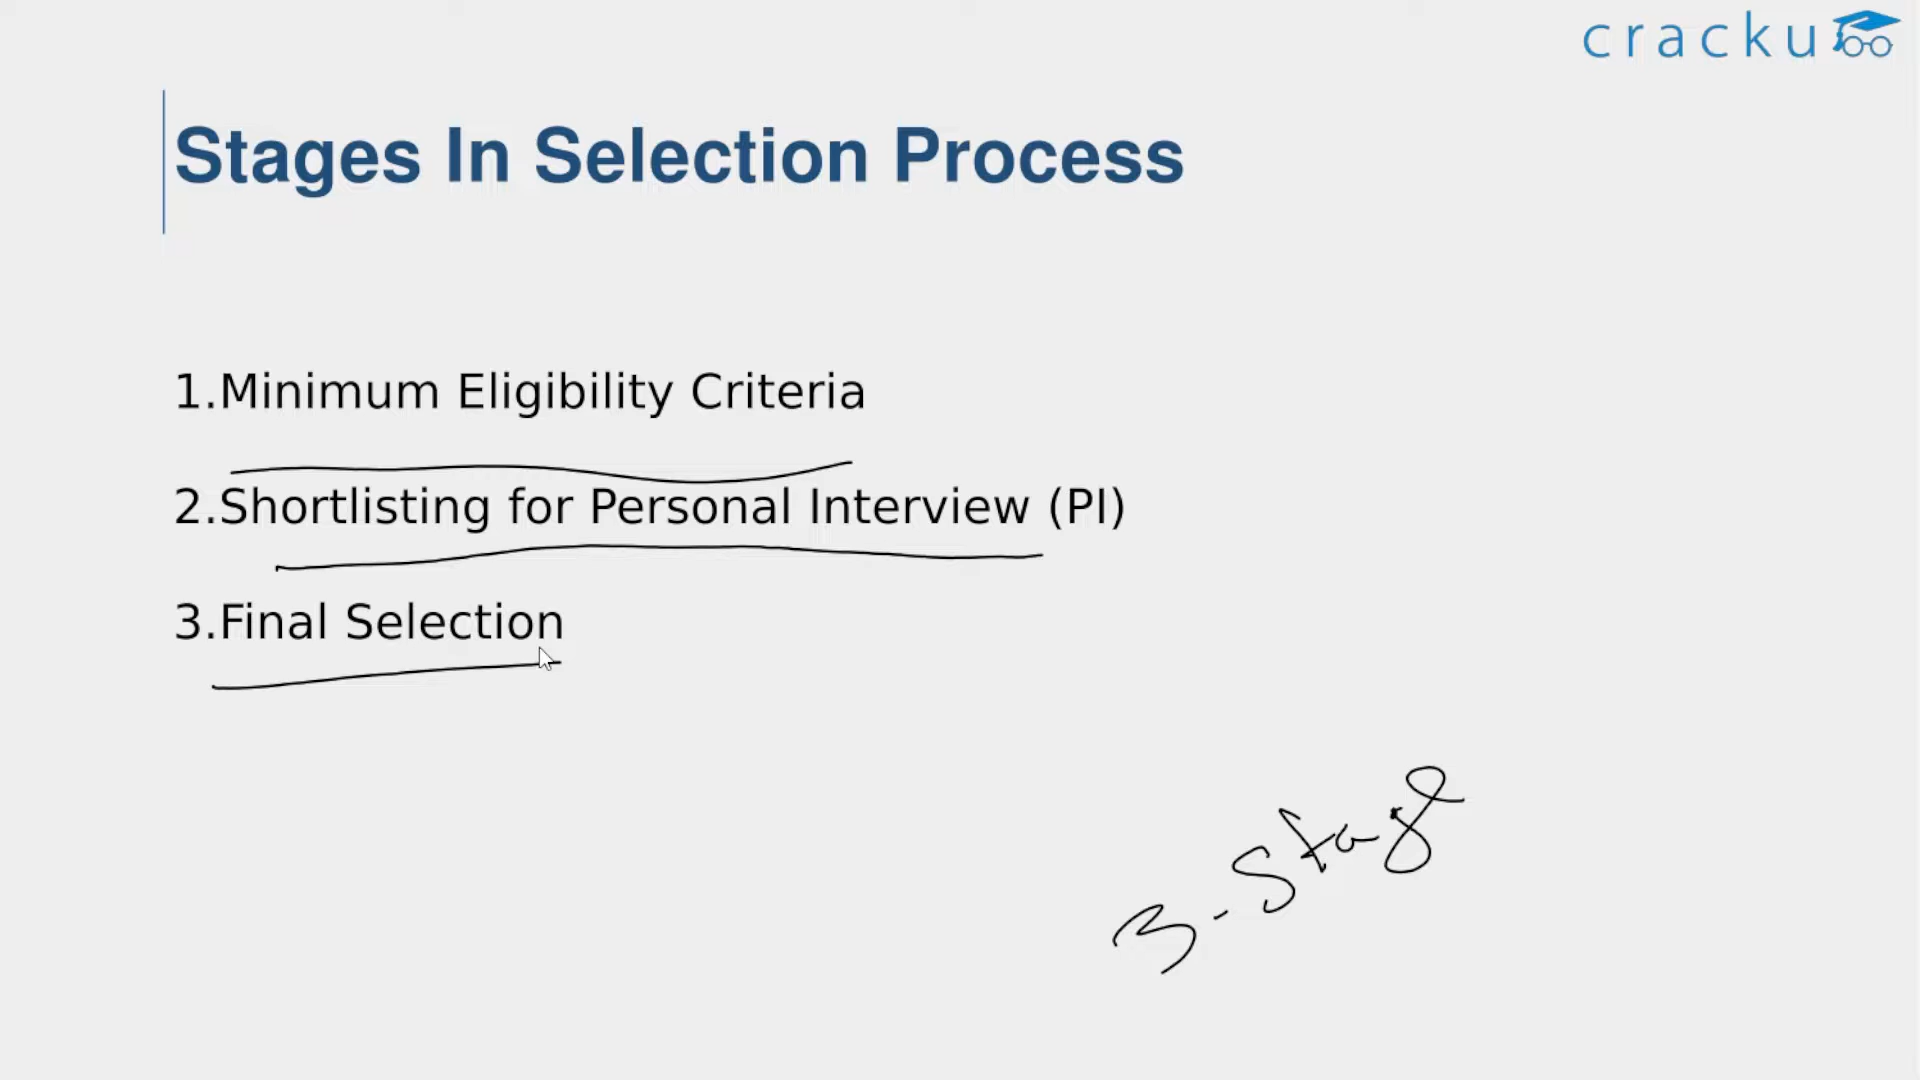 cracku
Stages In Selection Process
1.Minimum Eligibility Criteria
2.Shortlisting for Personal Interview (PI)
3.Final Selection
3-Stage